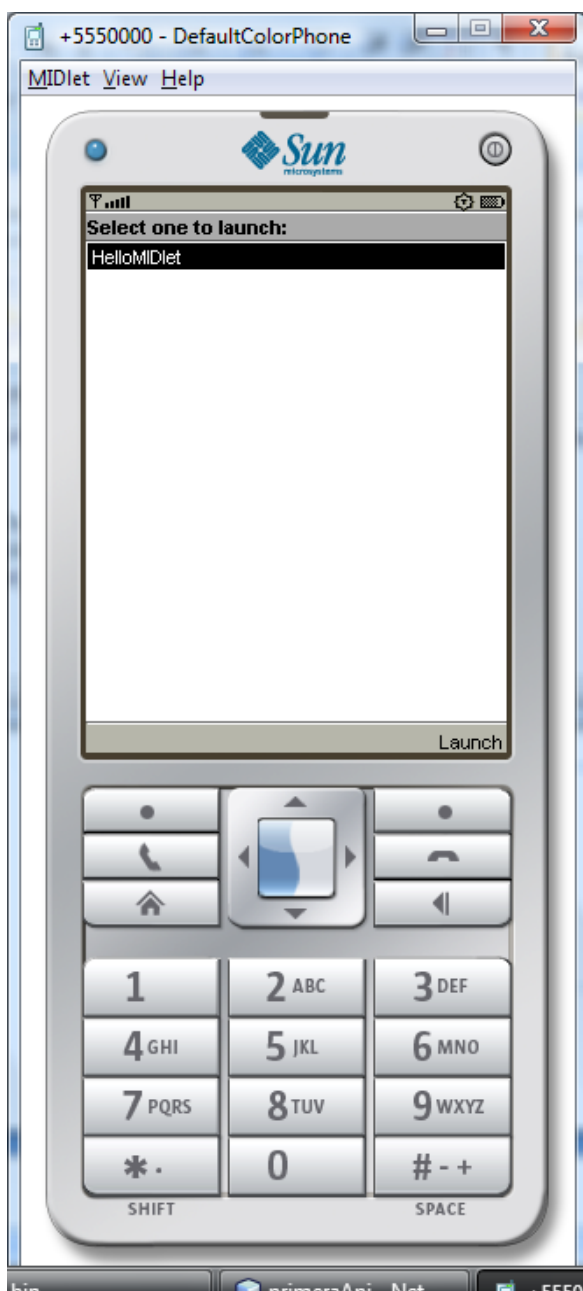 +5550000 - DefaultColorPhone
MIDlet View Help
Sun
microsystems
Select one to launch:
HelloMIDlet
Launch
1
2 ABC
3 DEF
4 GHI
5 JKL
6 MNO
7 PQRS
8 TUV
9 WXYZ
* .
0
# - +
SHIFT
SPACE